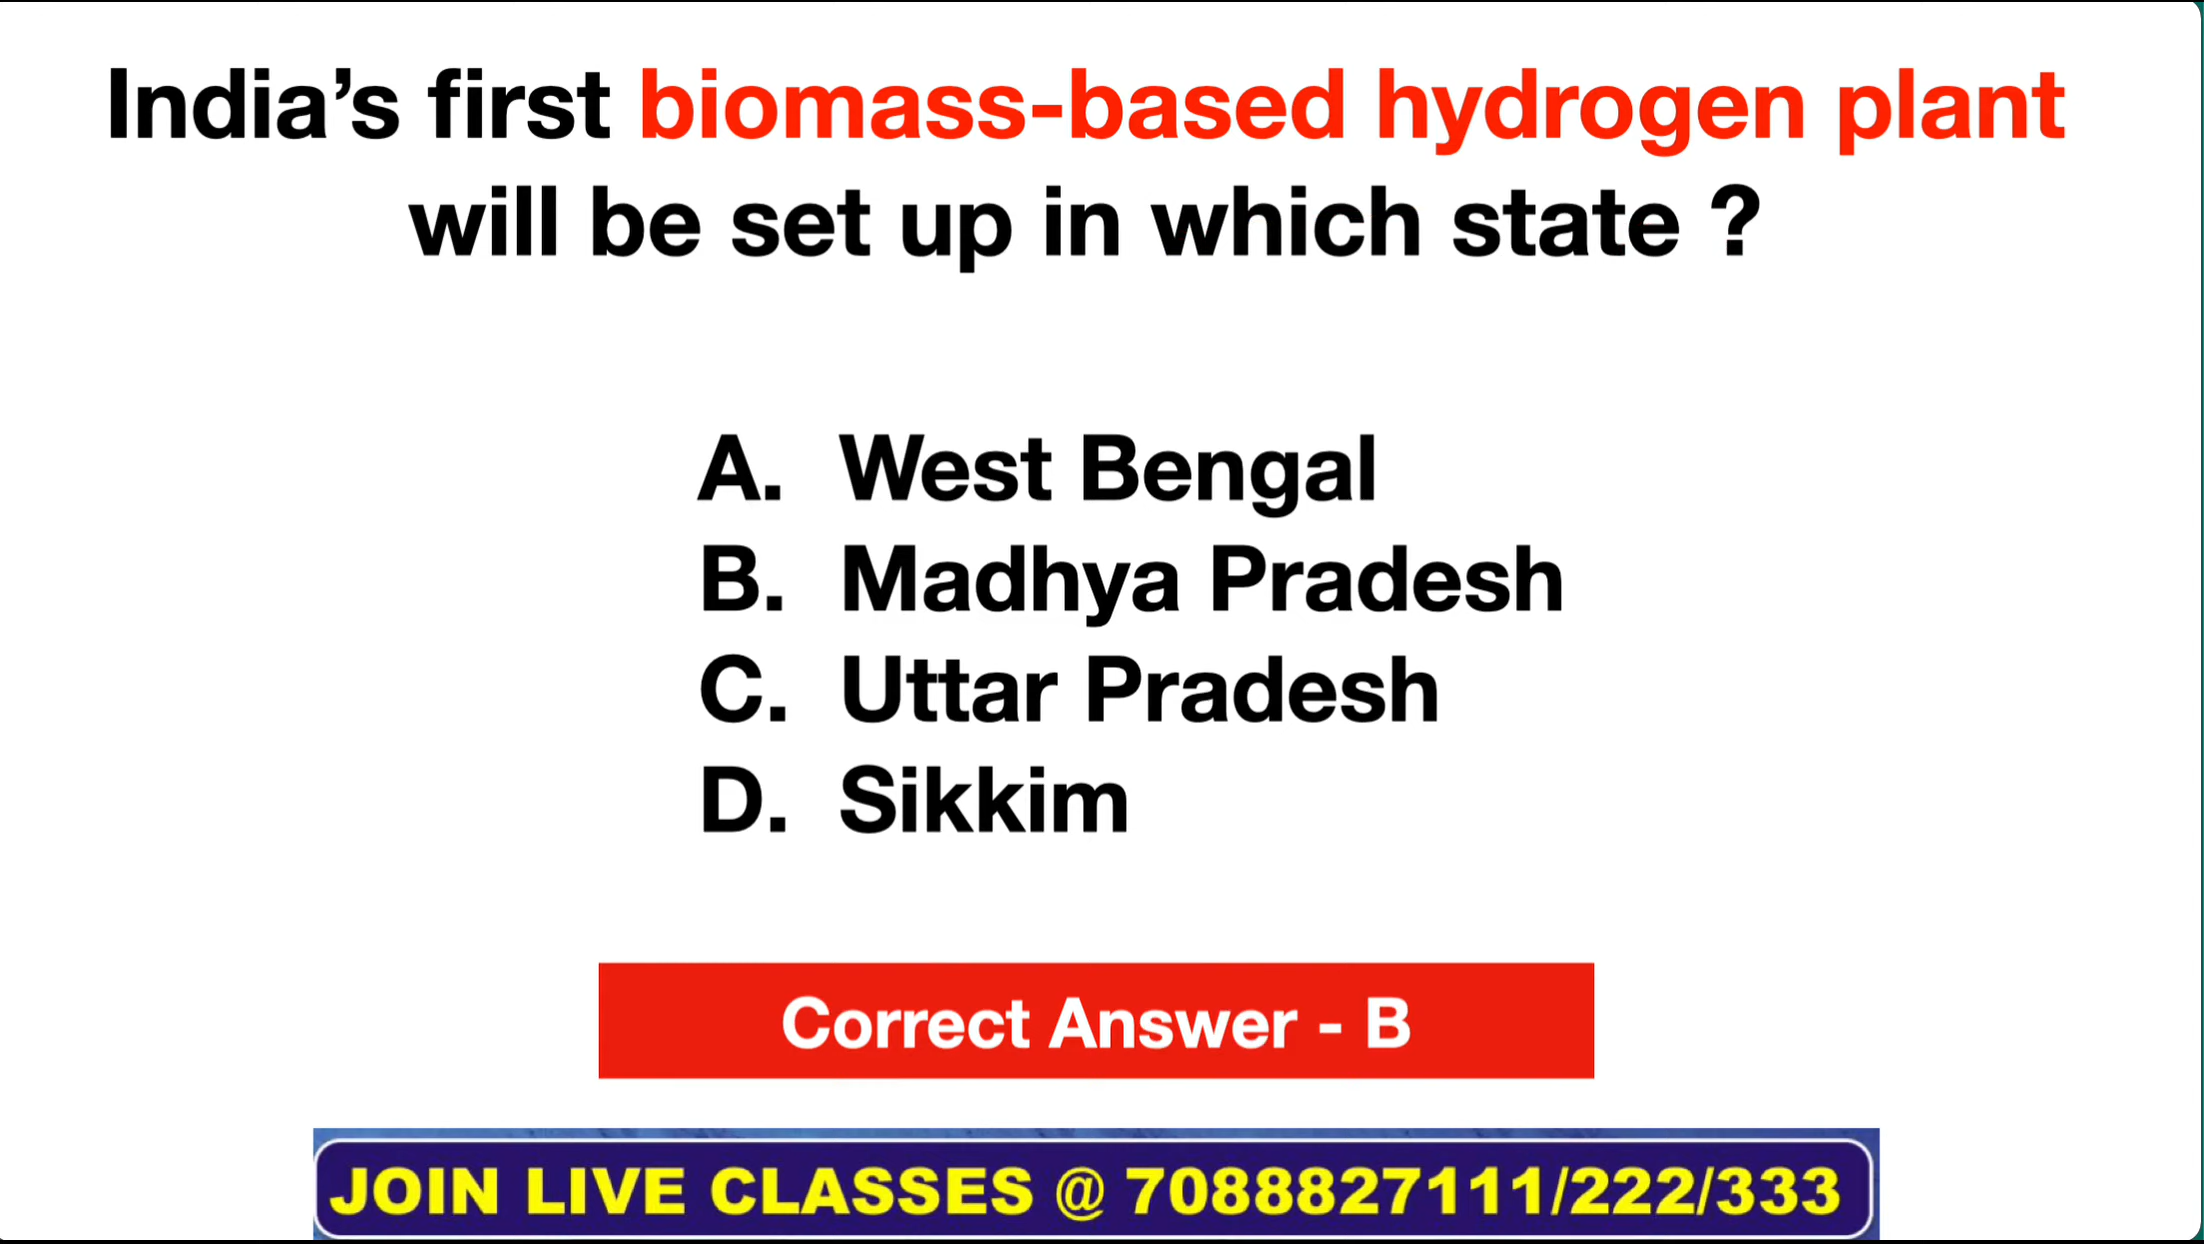 India’s first biomass-based hydrogen plant
will be set up in which state ?
A. West Bengal
B. Madhya Pradesh
C. Uttar Pradesh
D. Sikkim
Correct Answer - B
JOIN LIVE CLASSES @ 7088827111/222/333